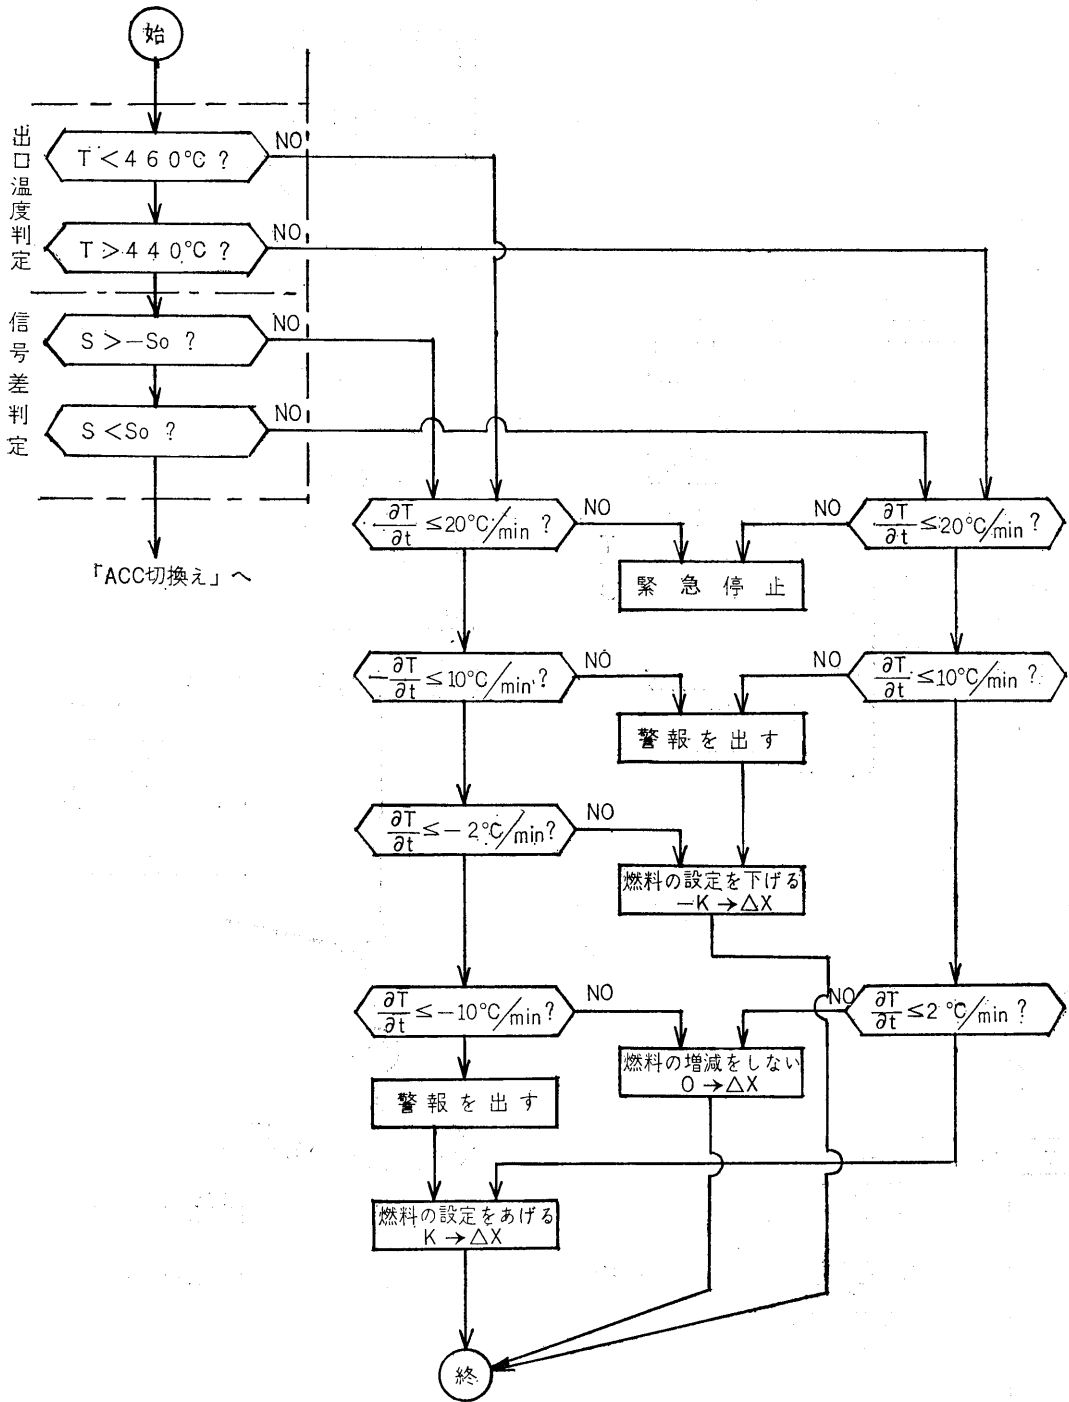 始
出口温度判定
T<460°C ?
NO
T>440°C ?
NO
信号差判定
S>-So ?
NO
S<So ?
NO
「ACC切換え」へ
∂T/∂t ≤20°C/min ?
NO
NO
∂T/∂t ≤20°C/min ?
緊急停止
-∂T/∂t ≤10°C/min ?
NO
NO
∂T/∂t ≤10°C/min ?
警報を出す
∂T/∂t ≤-2°C/min?
NO
燃料の設定を下げる
-K→△X
∂T/∂t ≤-10°C/min?
NO
NO
∂T/∂t ≤2°C/min ?
燃料の増減をしない
0→△X
警報を出す
燃料の設定をあげる
K→△X
終